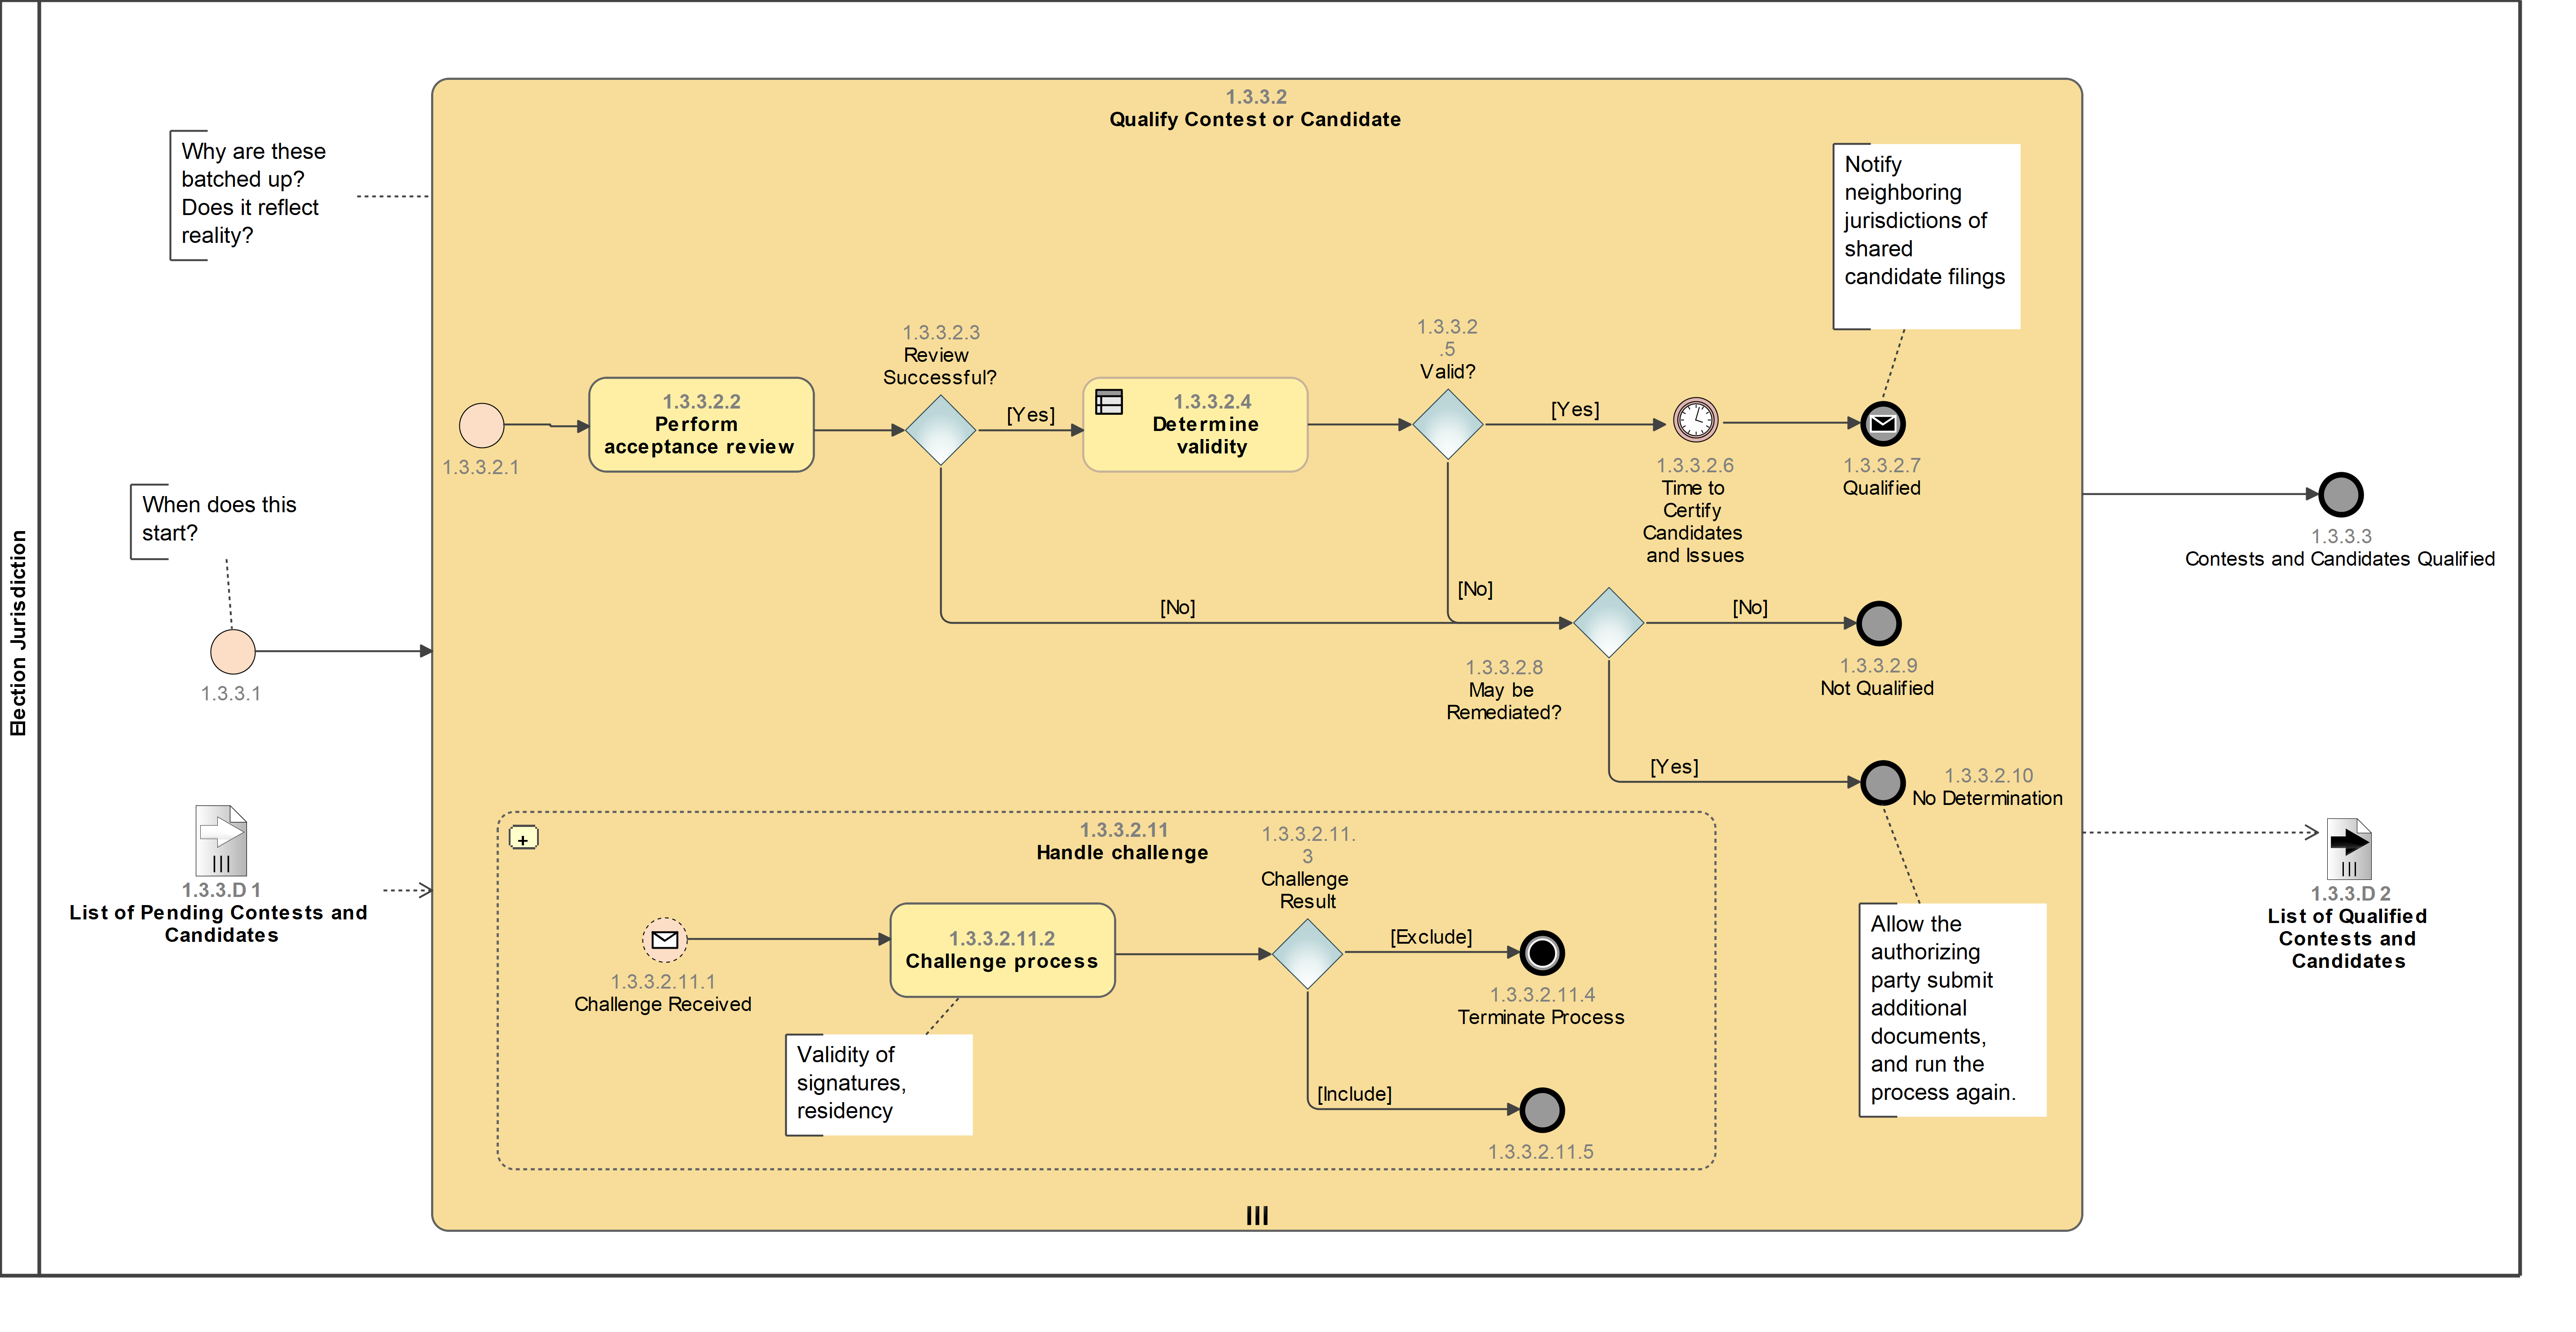 Election Jurisdiction
1.3.3.2
Qualify Contest or Candidate
Why are these
batched up?
Does it reflect
reality?
Notify
neighboring
jurisdictions of
shared
candidate filings
1.3.3.2.1
1.3.3.2.2
Perform
acceptance review
1.3.3.2.3
Review
Successful?
[Yes]
1.3.3.2.4
Determine
validity
1.3.3.2
.5
Valid?
[Yes]
1.3.3.2.6
Time to
Certify
Candidates
and Issues
1.3.3.2.7
Qualified
When does this
start?
1.3.3.1
1.3.3.3
Contests and Candidates Qualified
[No]
[No]
1.3.3.2.8
May be
Remediated?
[No]
1.3.3.2.9
Not Qualified
[Yes]
1.3.3.2.10
No Determination
1.3.3.D 1
List of Pending Contests and
Candidates
1.3.3.2.11
Handle challenge
1.3.3.2.11.1
Challenge Received
1.3.3.2.11.2
Challenge process
1.3.3.2.11.
3
Challenge
Result
[Exclude]
1.3.3.2.11.4
Terminate Process
[Include]
1.3.3.2.11.5
Validity of
signatures,
residency
Allow the
authorizing
party submit
additional
documents,
and run the
process again.
1.3.3.D 2
List of Qualified
Contests and
Candidates